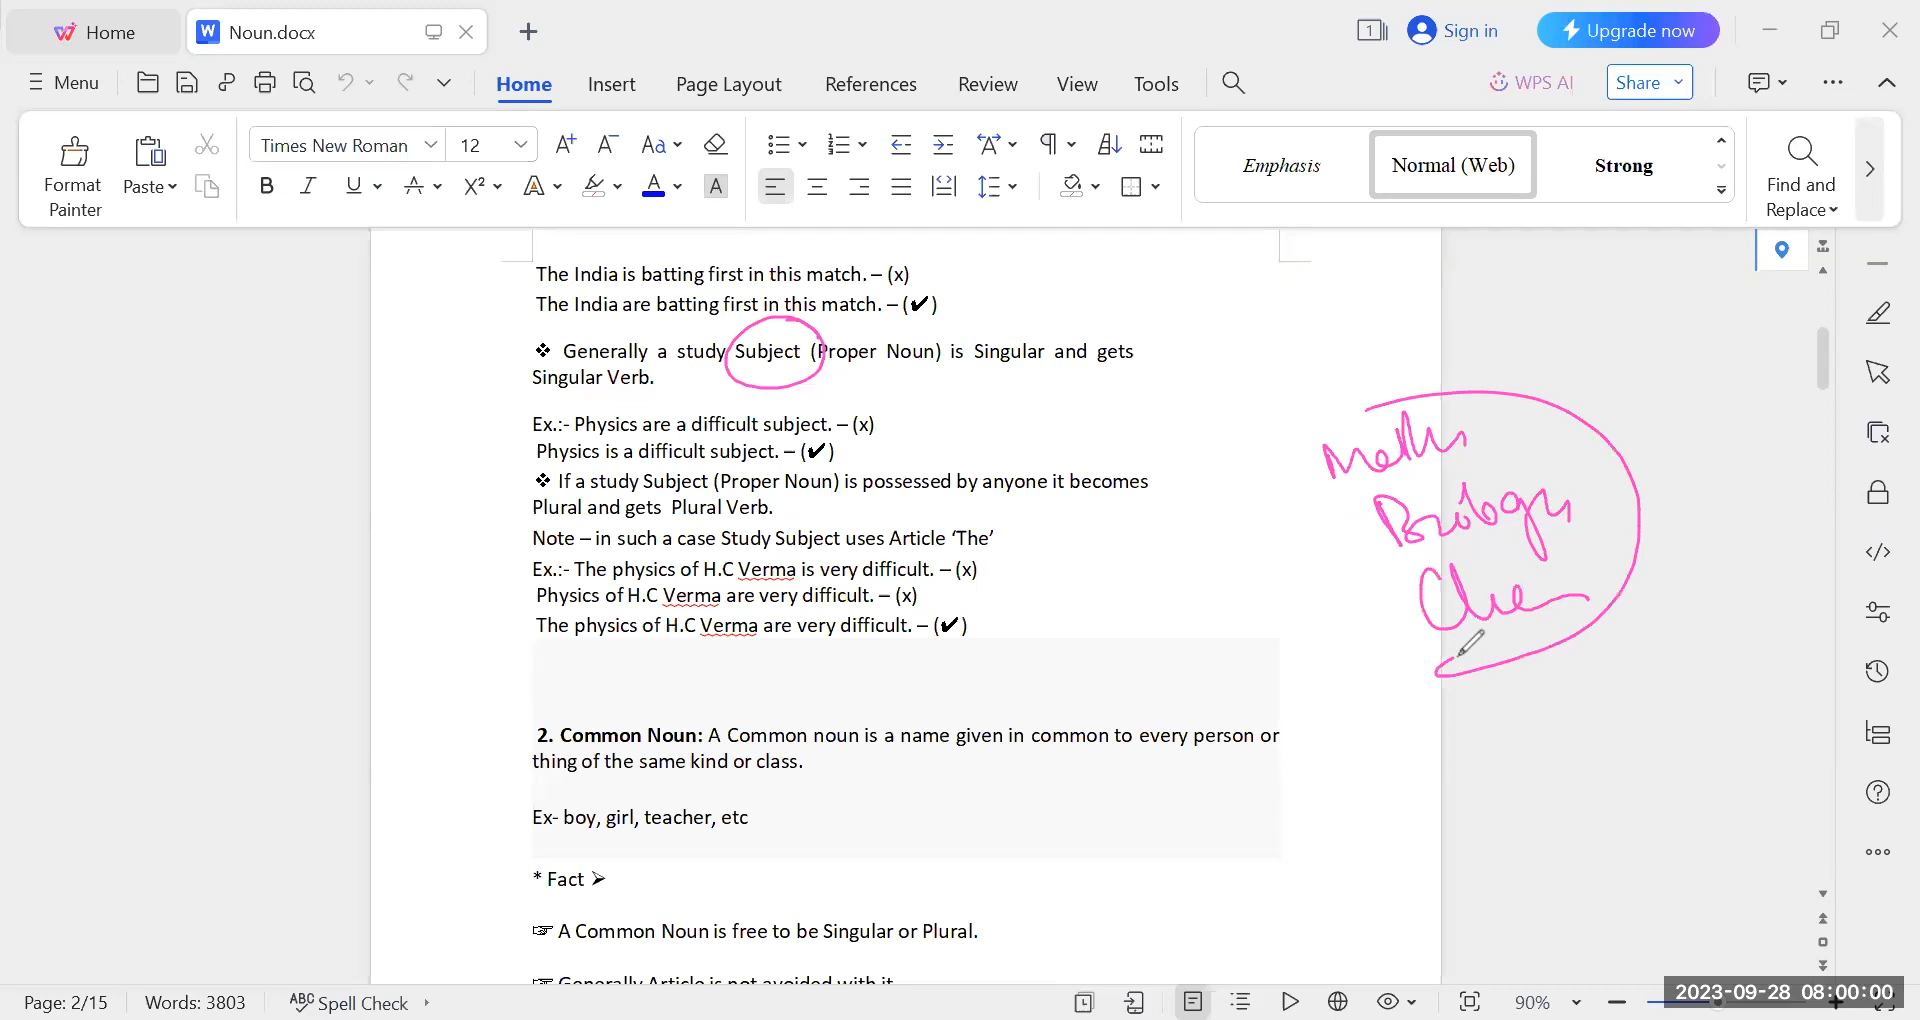 Home
Noun.docx
1
Sign in
Upgrade now
Menu
Home
Insert
Page Layout
References
Review
View
Tools
WPS AI
Share
Format
Painter
Paste
Times New Roman
12
Emphasis
Normal (Web)
Strong
Find and
Replace
The India is batting first in this match. – (x)
The India are batting first in this match. – (✔)
❖ Generally a study Subject (Proper Noun) is Singular and gets
Singular Verb.
Ex.:- Physics are a difficult subject. – (x)
Physics is a difficult subject. – (✔)
❖ If a study Subject (Proper Noun) is possessed by anyone it becomes
Plural and gets Plural Verb.
Note – in such a case Study Subject uses Article ‘The’
Ex.:- The physics of H.C Verma is very difficult. – (x)
Physics of H.C Verma are very difficult. – (x)
The physics of H.C Verma are very difficult. – (✔)
Maths
Biology
Che
2. Common Noun: A Common noun is a name given in common to every person or
thing of the same kind or class.
Ex- boy, girl, teacher, etc
* Fact ➢
☞ A Common Noun is free to be Singular or Plural.
☞ Generally Article is not avoided with it
Page: 2/15
Words: 3803
Spell Check
90%
2023-09-28 08:00:00